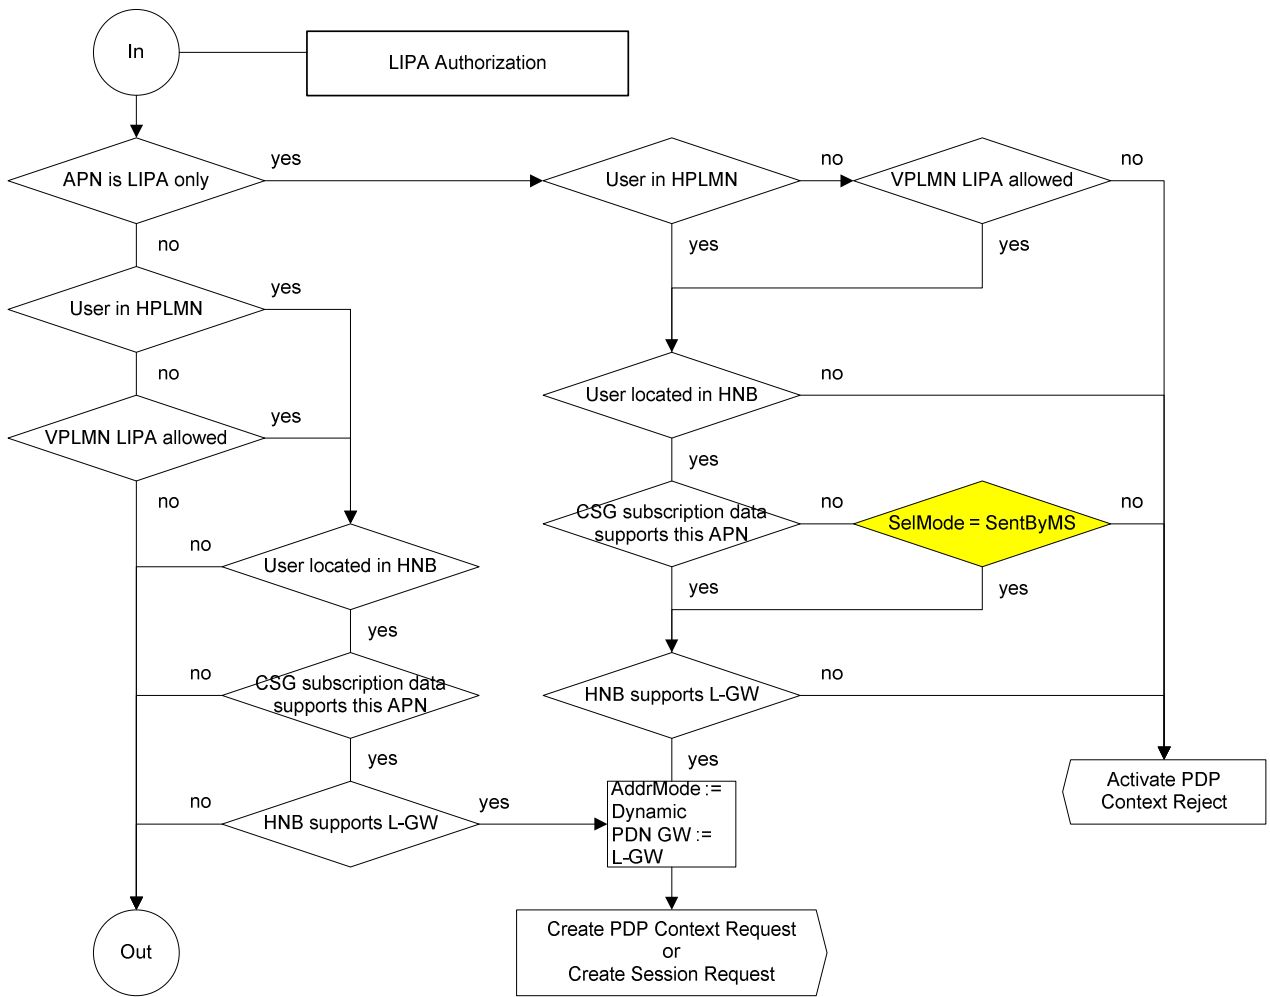 In
LIPA Authorization
APN is LIPA only
yes
User in HPLMN
no
VPLMN LIPA allowed
no
no
yes
yes
User in HPLMN
yes
no
User located in HNB
no
VPLMN LIPA allowed
yes
yes
no
CSG subscription data
supports this APN
no
SelMode = SentByMS
no
no
User located in HNB
yes
yes
yes
no
CSG subscription data
supports this APN
HNB supports L-GW
no
yes
yes
no
HNB supports L-GW
yes
AddrMode :=
Dynamic
PDN GW :=
L-GW
Activate PDP
Context Reject
Out
Create PDP Context Request
or
Create Session Request